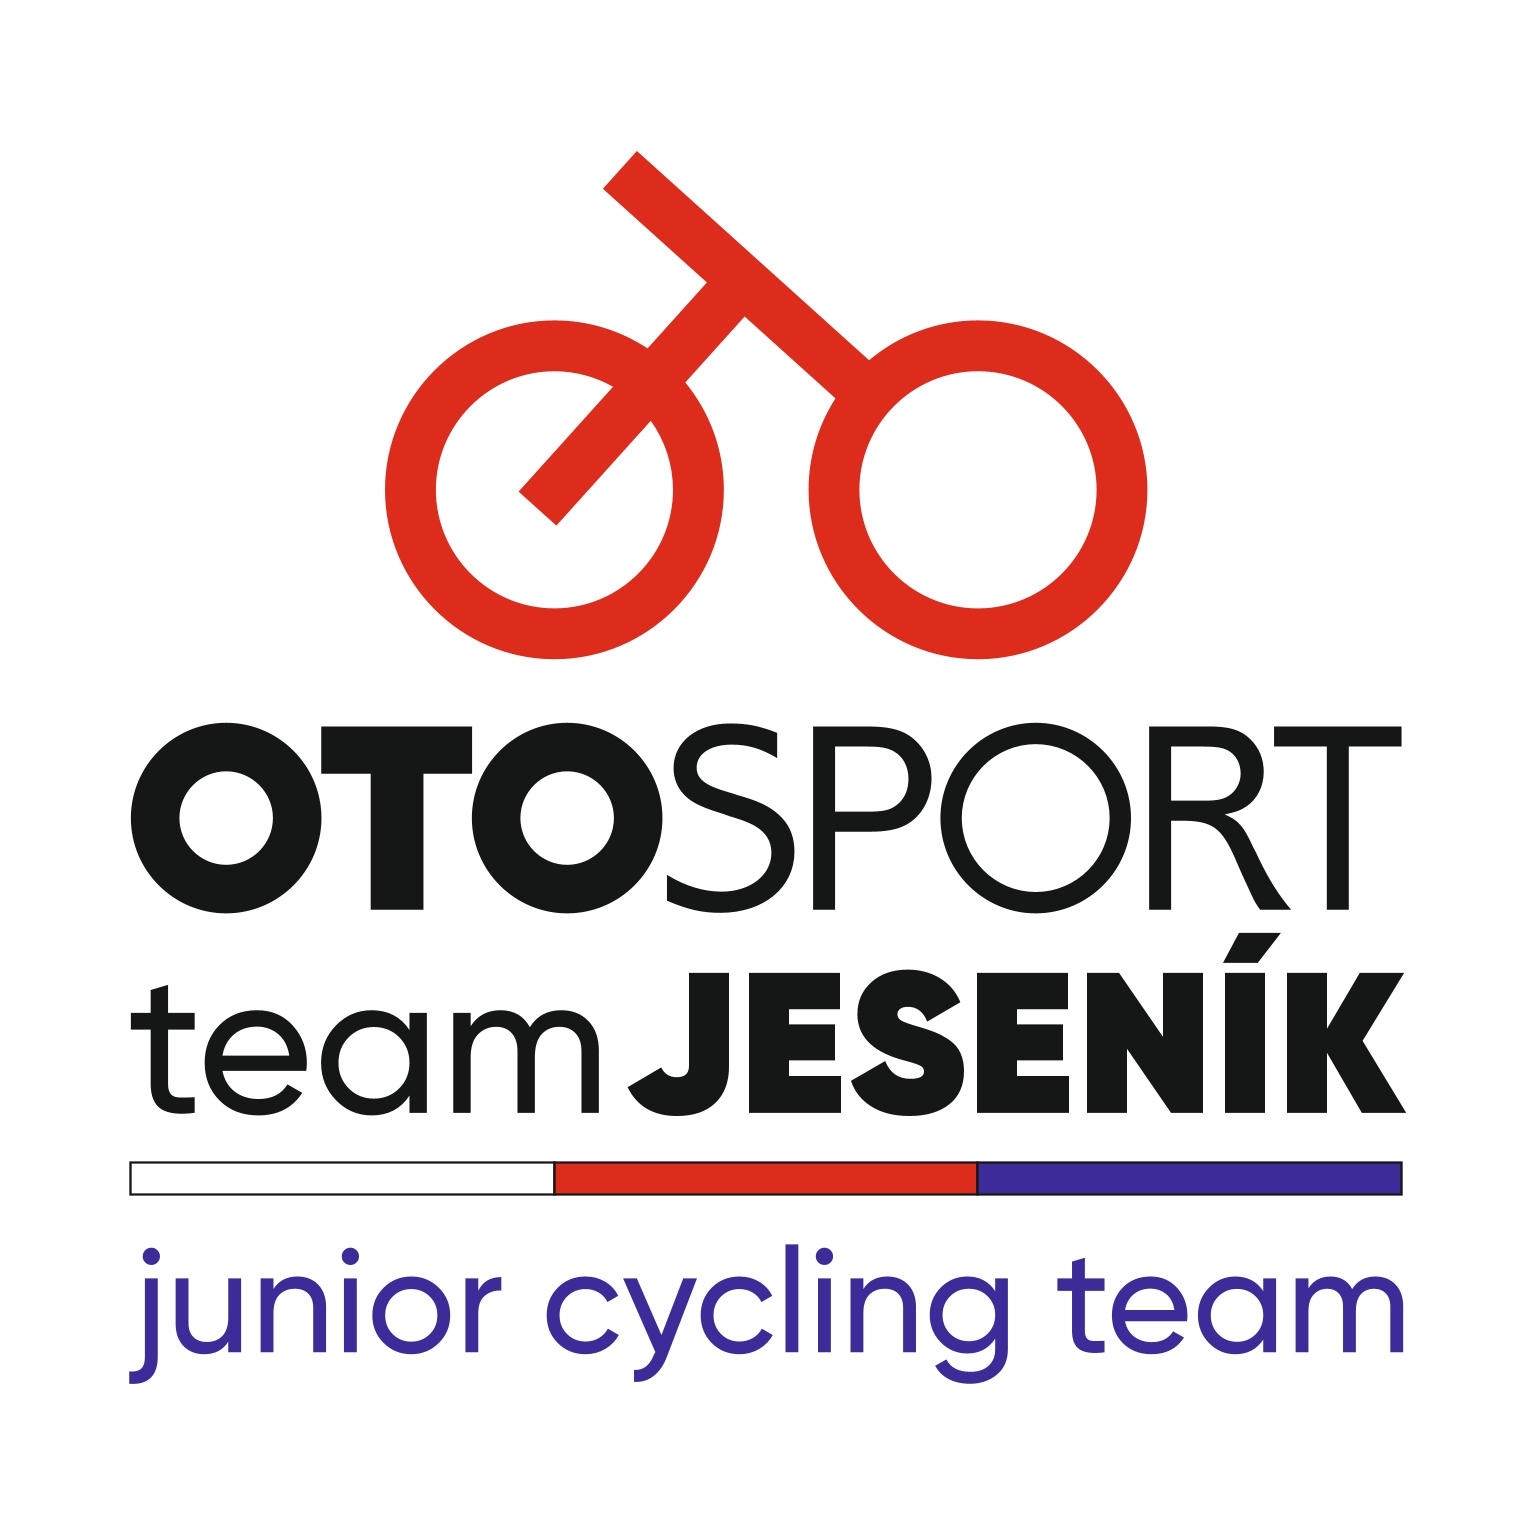 OTOSPORT
team JESENÍK
junior cycling team